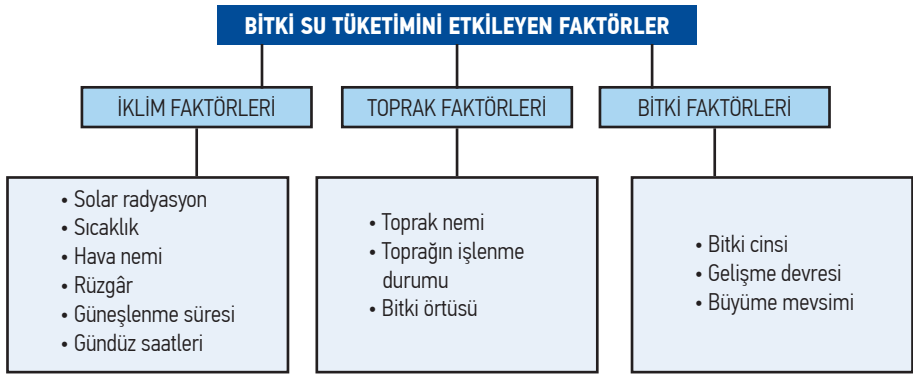 BİTKİ SU TÜKETİMİNİ ETKİLEYEN FAKTÖRLER
İKLİM FAKTÖRLERİ
TOPRAK FAKTÖRLERİ
BİTKİ FAKTÖRLERİ
• Solar radyasyon
• Sıcaklık
• Hava nemi
• Rüzgâr
• Güneşlenme süresi
• Gündüz saatleri
• Toprak nemi
• Toprağın işlenme
durumu
• Bitki örtüsü
• Bitki cinsi
• Gelişme devresi
• Büyüme mevsimi